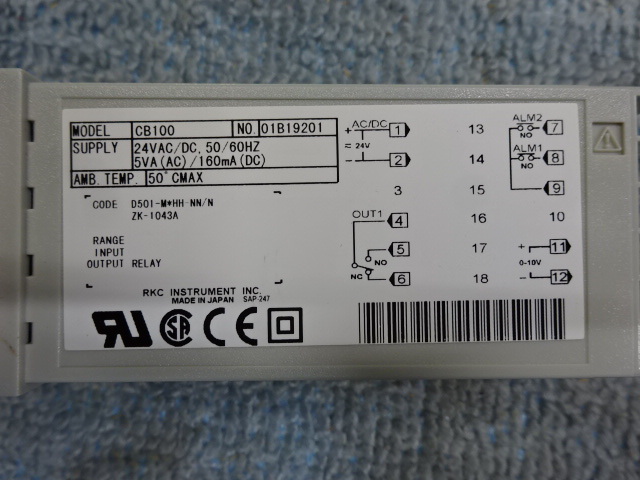 MODEL CB100 NO. 01B19201
SUPPLY 24VAC/DC, 50/60HZ
5VA(AC)/160mA(DC)
AMB. TEMP. 50°CMAX
CODE D501-M*HH-NN/N
ZK-1043A
RANGE
INPUT
OUTPUT RELAY
RKC INSTRUMENT INC.
MADE IN JAPAN SAP-247
SA
CE
+ AC/DC 1
≂ 24V
- 2
3
OUT1 4
5
NO
NC 6
13
14
15
16
17
18
ALM2 7
NO
ALM1 8
NO
9
10
+ 11
0-10V
- 12